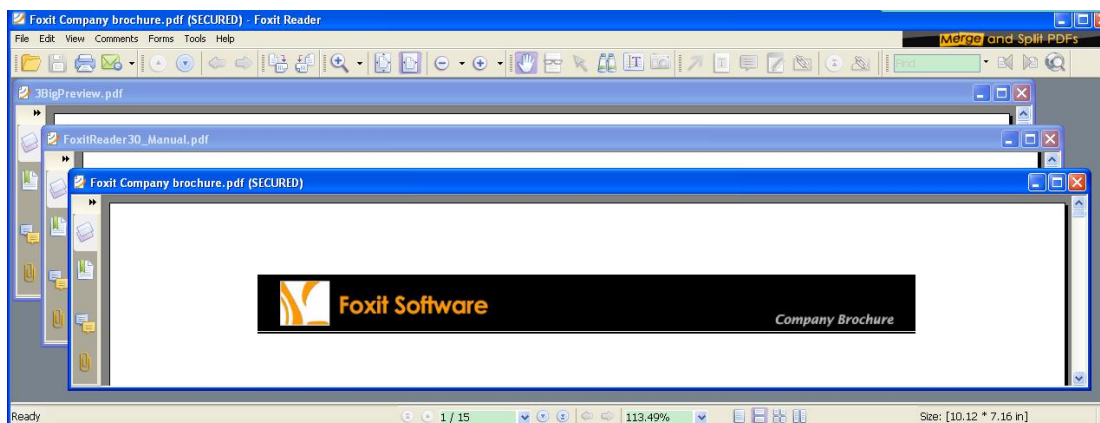 Foxit Company brochure.pdf (SECURED) - Foxit Reader
File Edit View Comments Forms Tools Help
Merge and Split PDFs
Find
3BigPreview.pdf
FoxitReader30_Manual.pdf
Foxit Company brochure.pdf (SECURED)
Foxit Software
Company Brochure
Ready 1 / 15 113.49% Size: [10.12 * 7.16 in]